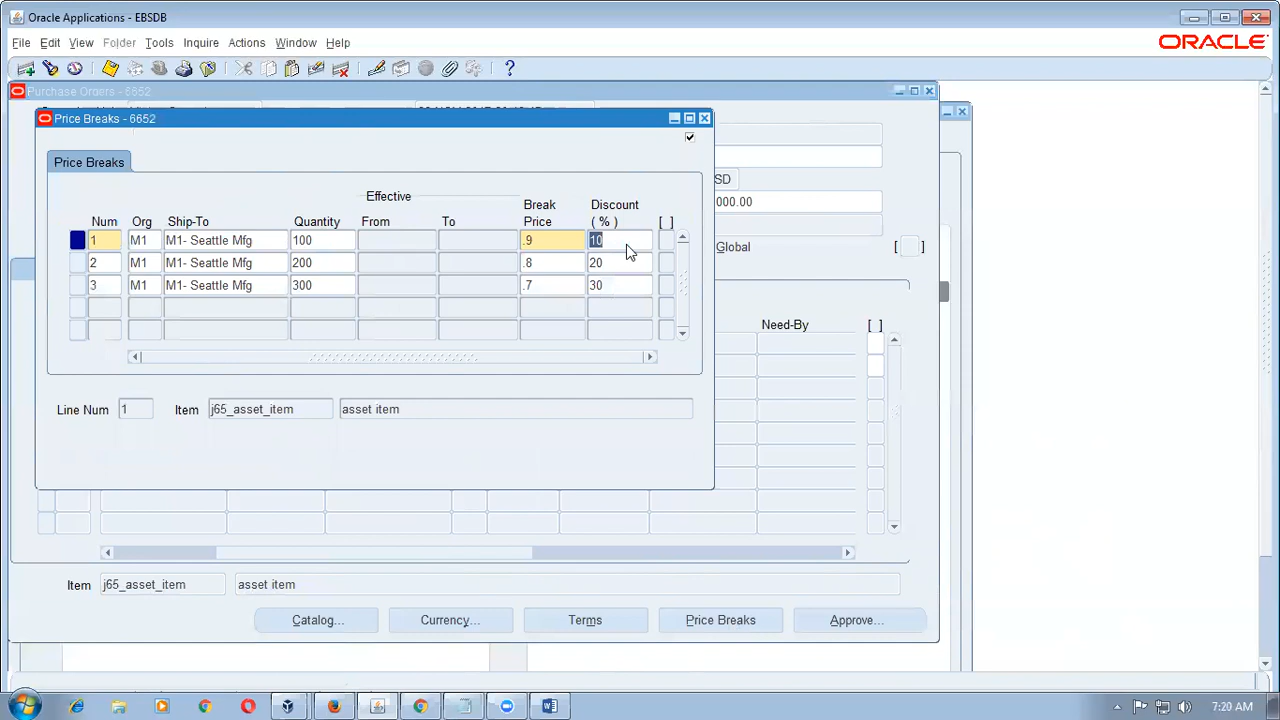 Oracle Applications - EBSDB
File Edit View Folder Tools Inquire Actions Window Help
ORACLE
Purchase Orders - 6652
Price Breaks - 6652
SD
Price Breaks
Effective
Break Discount
000.00
Num Org Ship-To Quantity From To Price ( % ) [ ]
1 M1 M1- Seattle Mfg 100 .9 10
Global [ ]
2 M1 M1- Seattle Mfg 200 .8 20
3 M1 M1- Seattle Mfg 300 .7 30
Need-By [ ]
Line Num 1 Item j65_asset_item asset item
Item j65_asset_item asset item
Catalog... Currency... Terms Price Breaks Approve...
7:20 AM